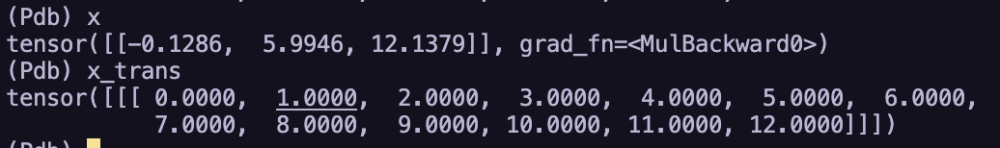 (Pdb) x
tensor([[-0.1286,  5.9946, 12.1379]], grad_fn=<MulBackward0>)
(Pdb) x_trans
tensor([[[ 0.0000,  1.0000,  2.0000,  3.0000,  4.0000,  5.0000,  6.0000,
           7.0000,  8.0000,  9.0000, 10.0000, 11.0000, 12.0000]]])
(Pdb)